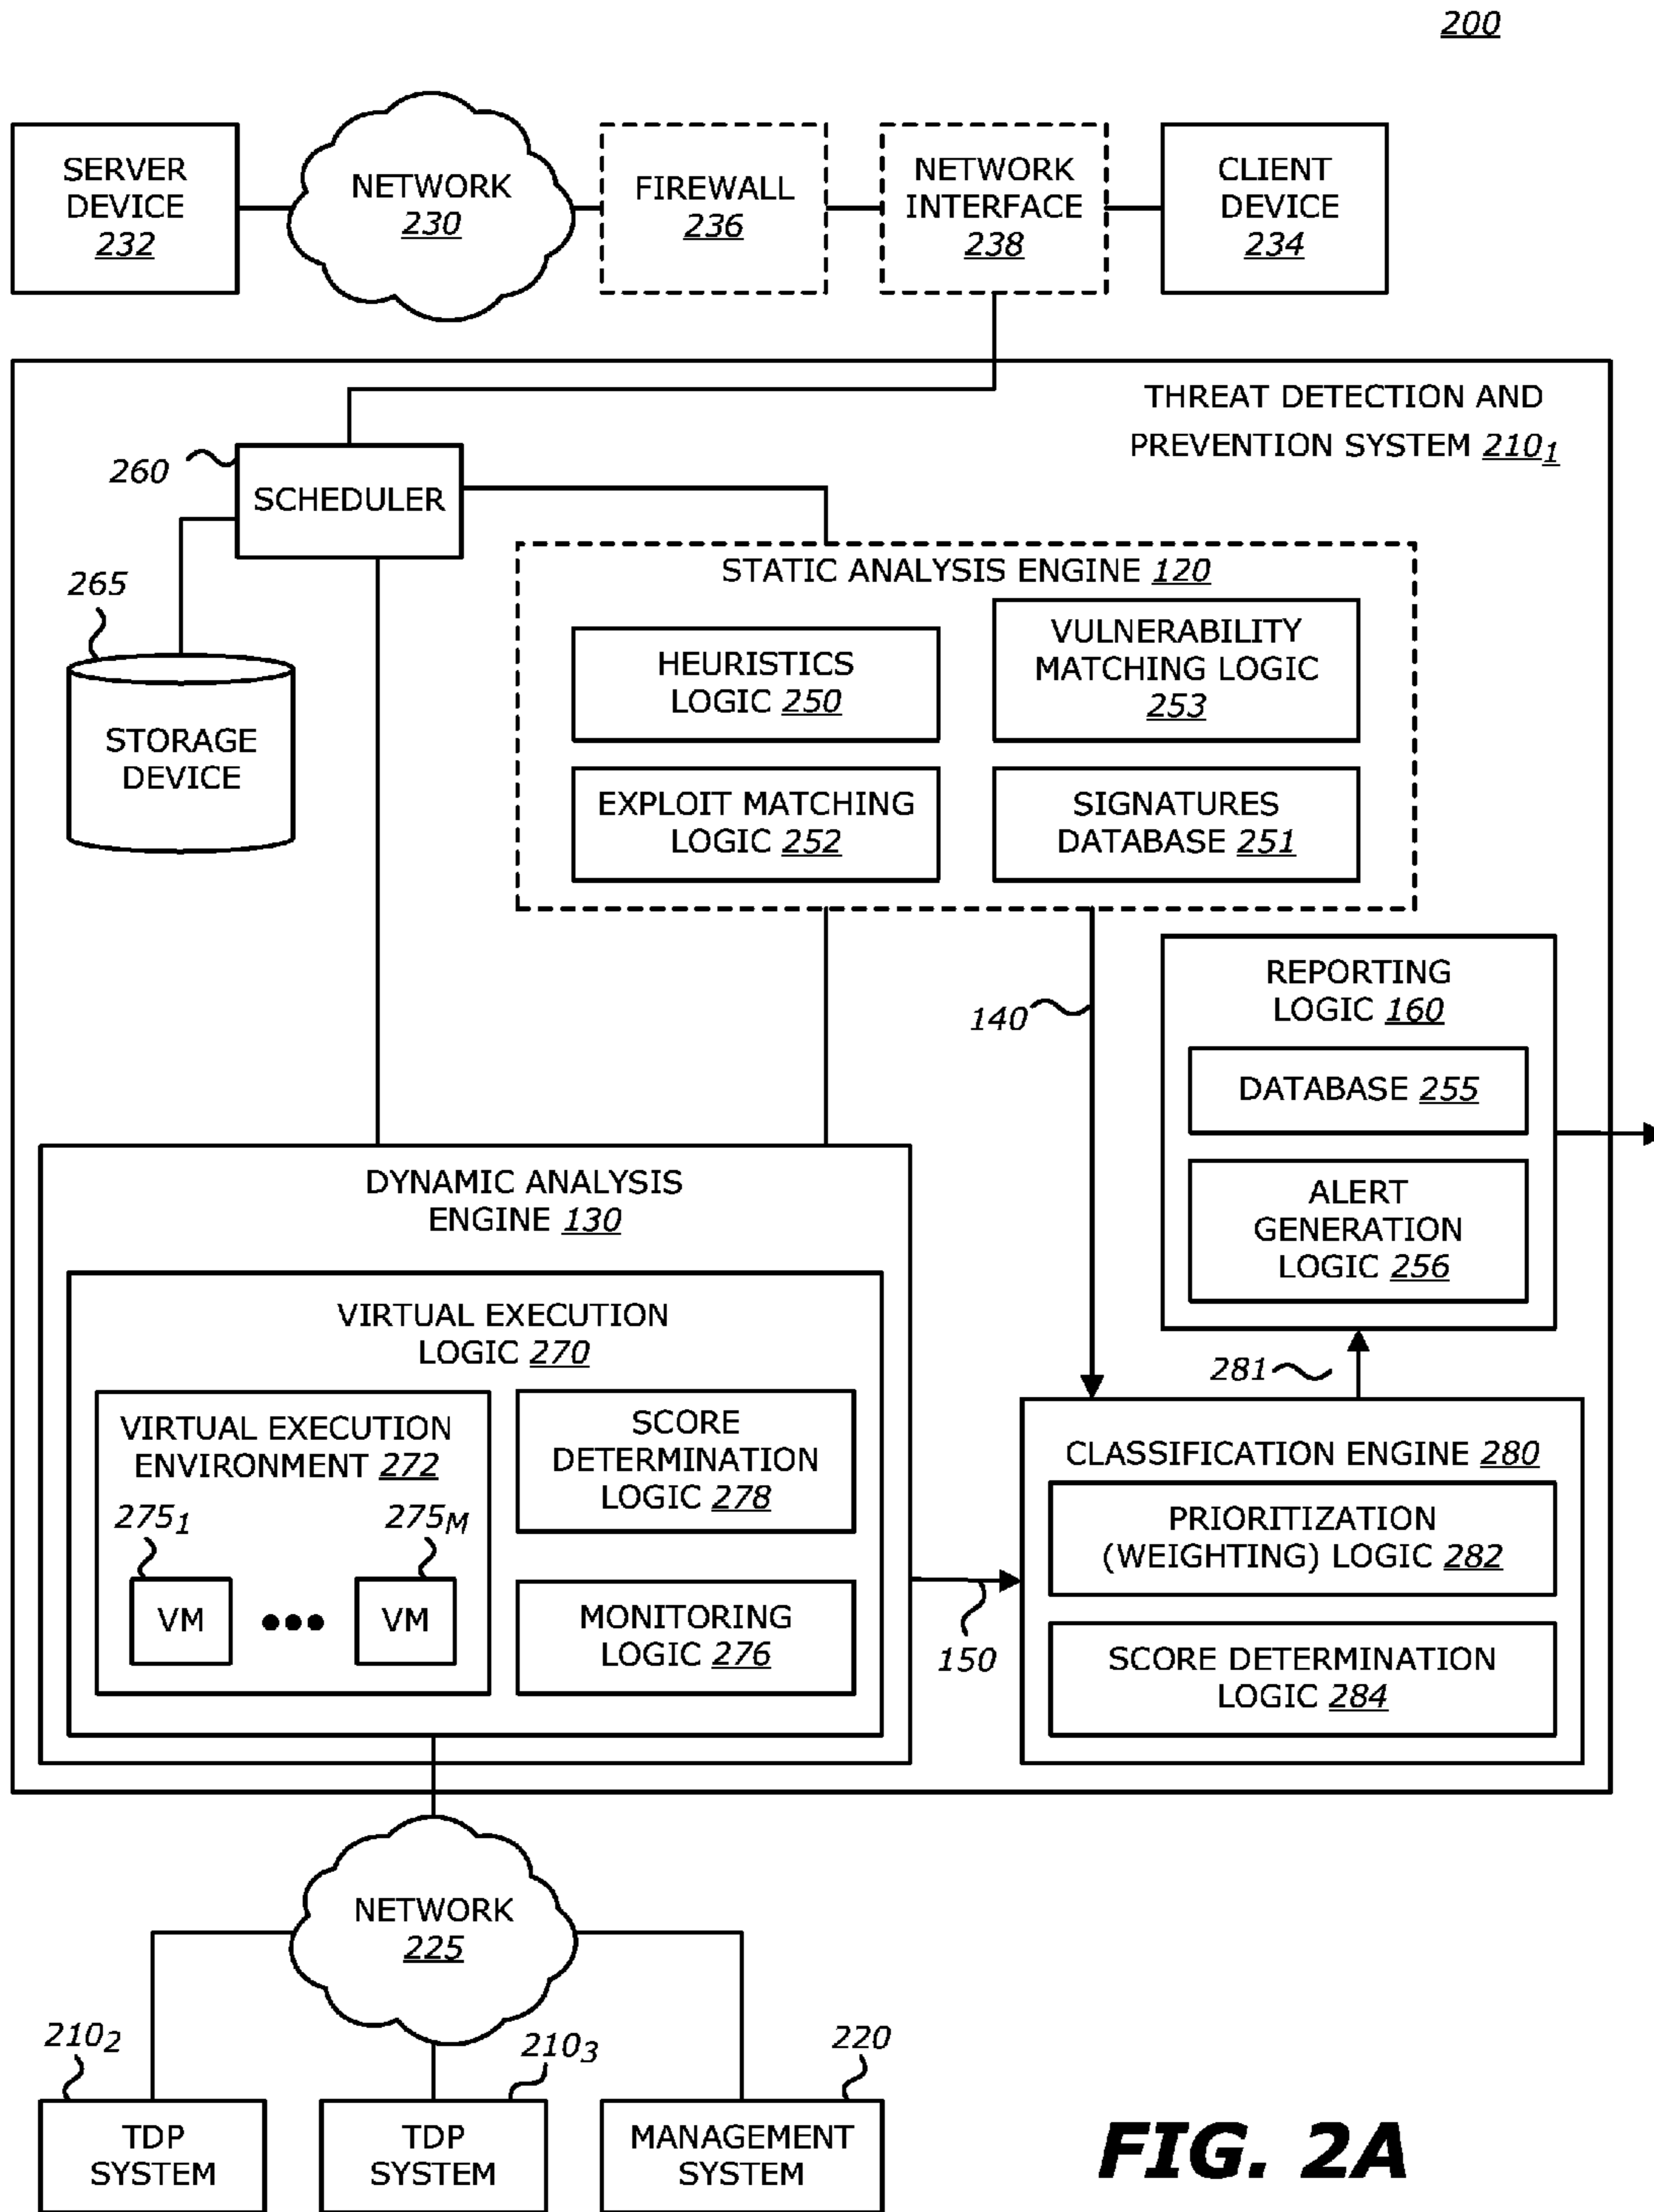 200
SERVER
DEVICE
232
NETWORK
230
FIREWALL
236
NETWORK
INTERFACE
238
CLIENT
DEVICE
234
THREAT DETECTION AND
PREVENTION SYSTEM 210₁
260
SCHEDULER
265
STORAGE
DEVICE
STATIC ANALYSIS ENGINE 120
HEURISTICS
LOGIC 250
VULNERABILITY
MATCHING LOGIC
253
EXPLOIT MATCHING
LOGIC 252
SIGNATURES
DATABASE 251
140
REPORTING
LOGIC 160
DATABASE 255
ALERT
GENERATION
LOGIC 256
281
DYNAMIC ANALYSIS
ENGINE 130
VIRTUAL EXECUTION
LOGIC 270
VIRTUAL EXECUTION
ENVIRONMENT 272
275₁
275M
VM
●●●
VM
SCORE
DETERMINATION
LOGIC 278
MONITORING
LOGIC 276
150
CLASSIFICATION ENGINE 280
PRIORITIZATION
(WEIGHTING) LOGIC 282
SCORE DETERMINATION
LOGIC 284
NETWORK
225
210₂
TDP
SYSTEM
210₃
TDP
SYSTEM
220
MANAGEMENT
SYSTEM
FIG. 2A